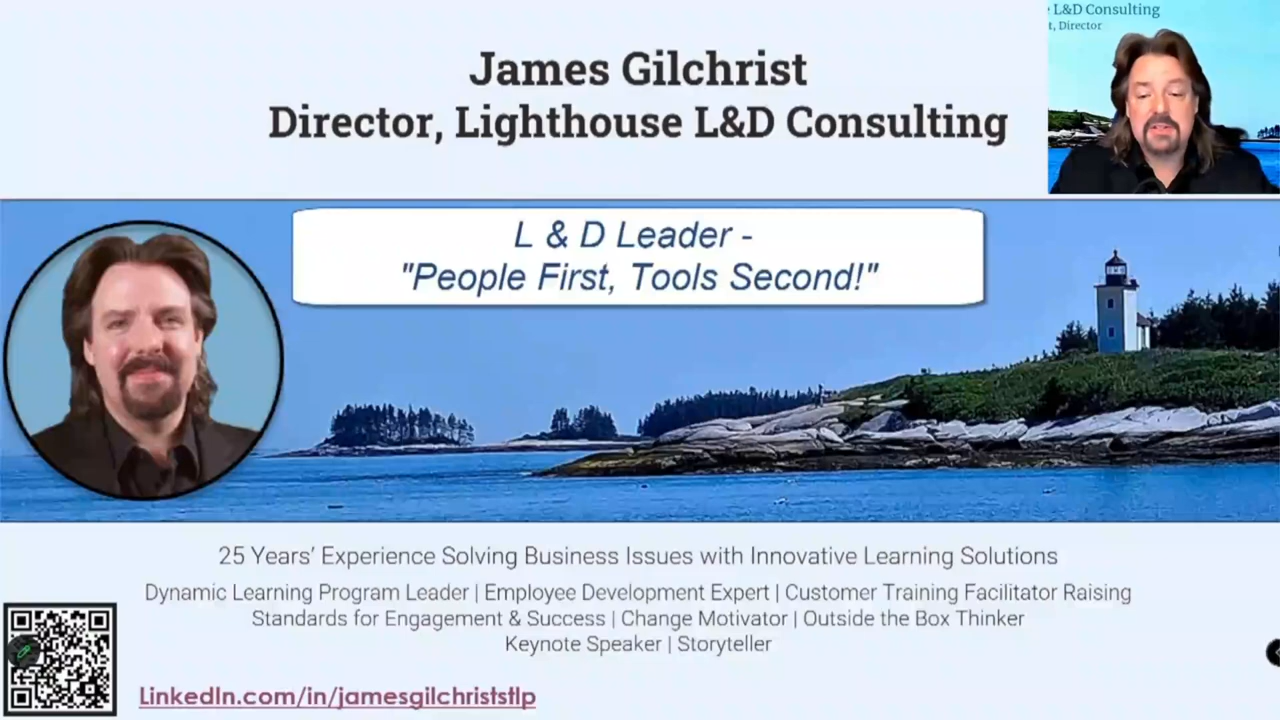 James Gilchrist
Director, Lighthouse L&D Consulting
L&D Consulting
t, Director
L & D Leader -
"People First, Tools Second!"
25 Years’ Experience Solving Business Issues with Innovative Learning Solutions
Dynamic Learning Program Leader | Employee Development Expert | Customer Training Facilitator Raising
Standards for Engagement & Success | Change Motivator | Outside the Box Thinker
Keynote Speaker | Storyteller
LinkedIn.com/in/jamesgilchriststlp